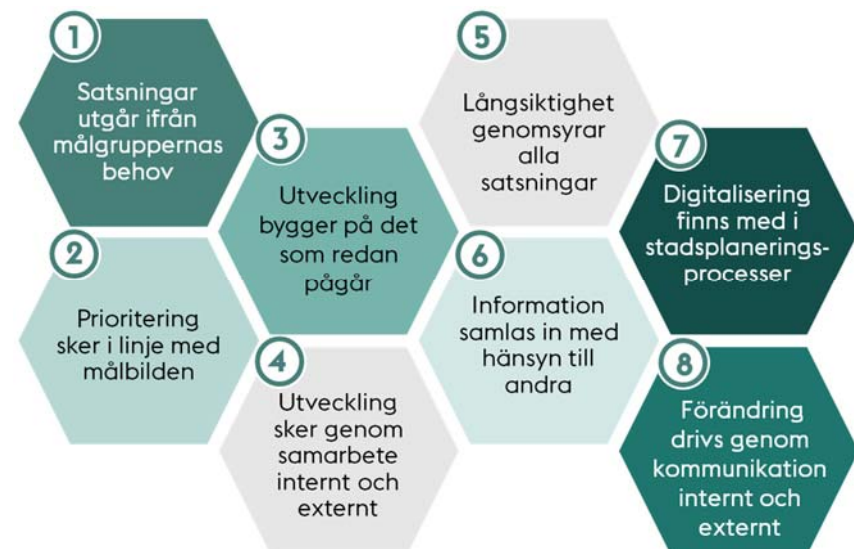 1
Satsningar
utgår ifrån
målgruppernas
behov
2
Prioritering
sker i linje med
målbilden
3
Utveckling
bygger på det
som redan
pågår
4
Utveckling
sker genom
samarbete
internt och
externt
5
Långsiktighet
genomsyrar
alla
satsningar
6
Information
samlas in med
hänsyn till
andra
7
Digitalisering
finns med i
stadsplanerings-
processer
8
Förändring
drivs genom
kommunikation
internt och
externt